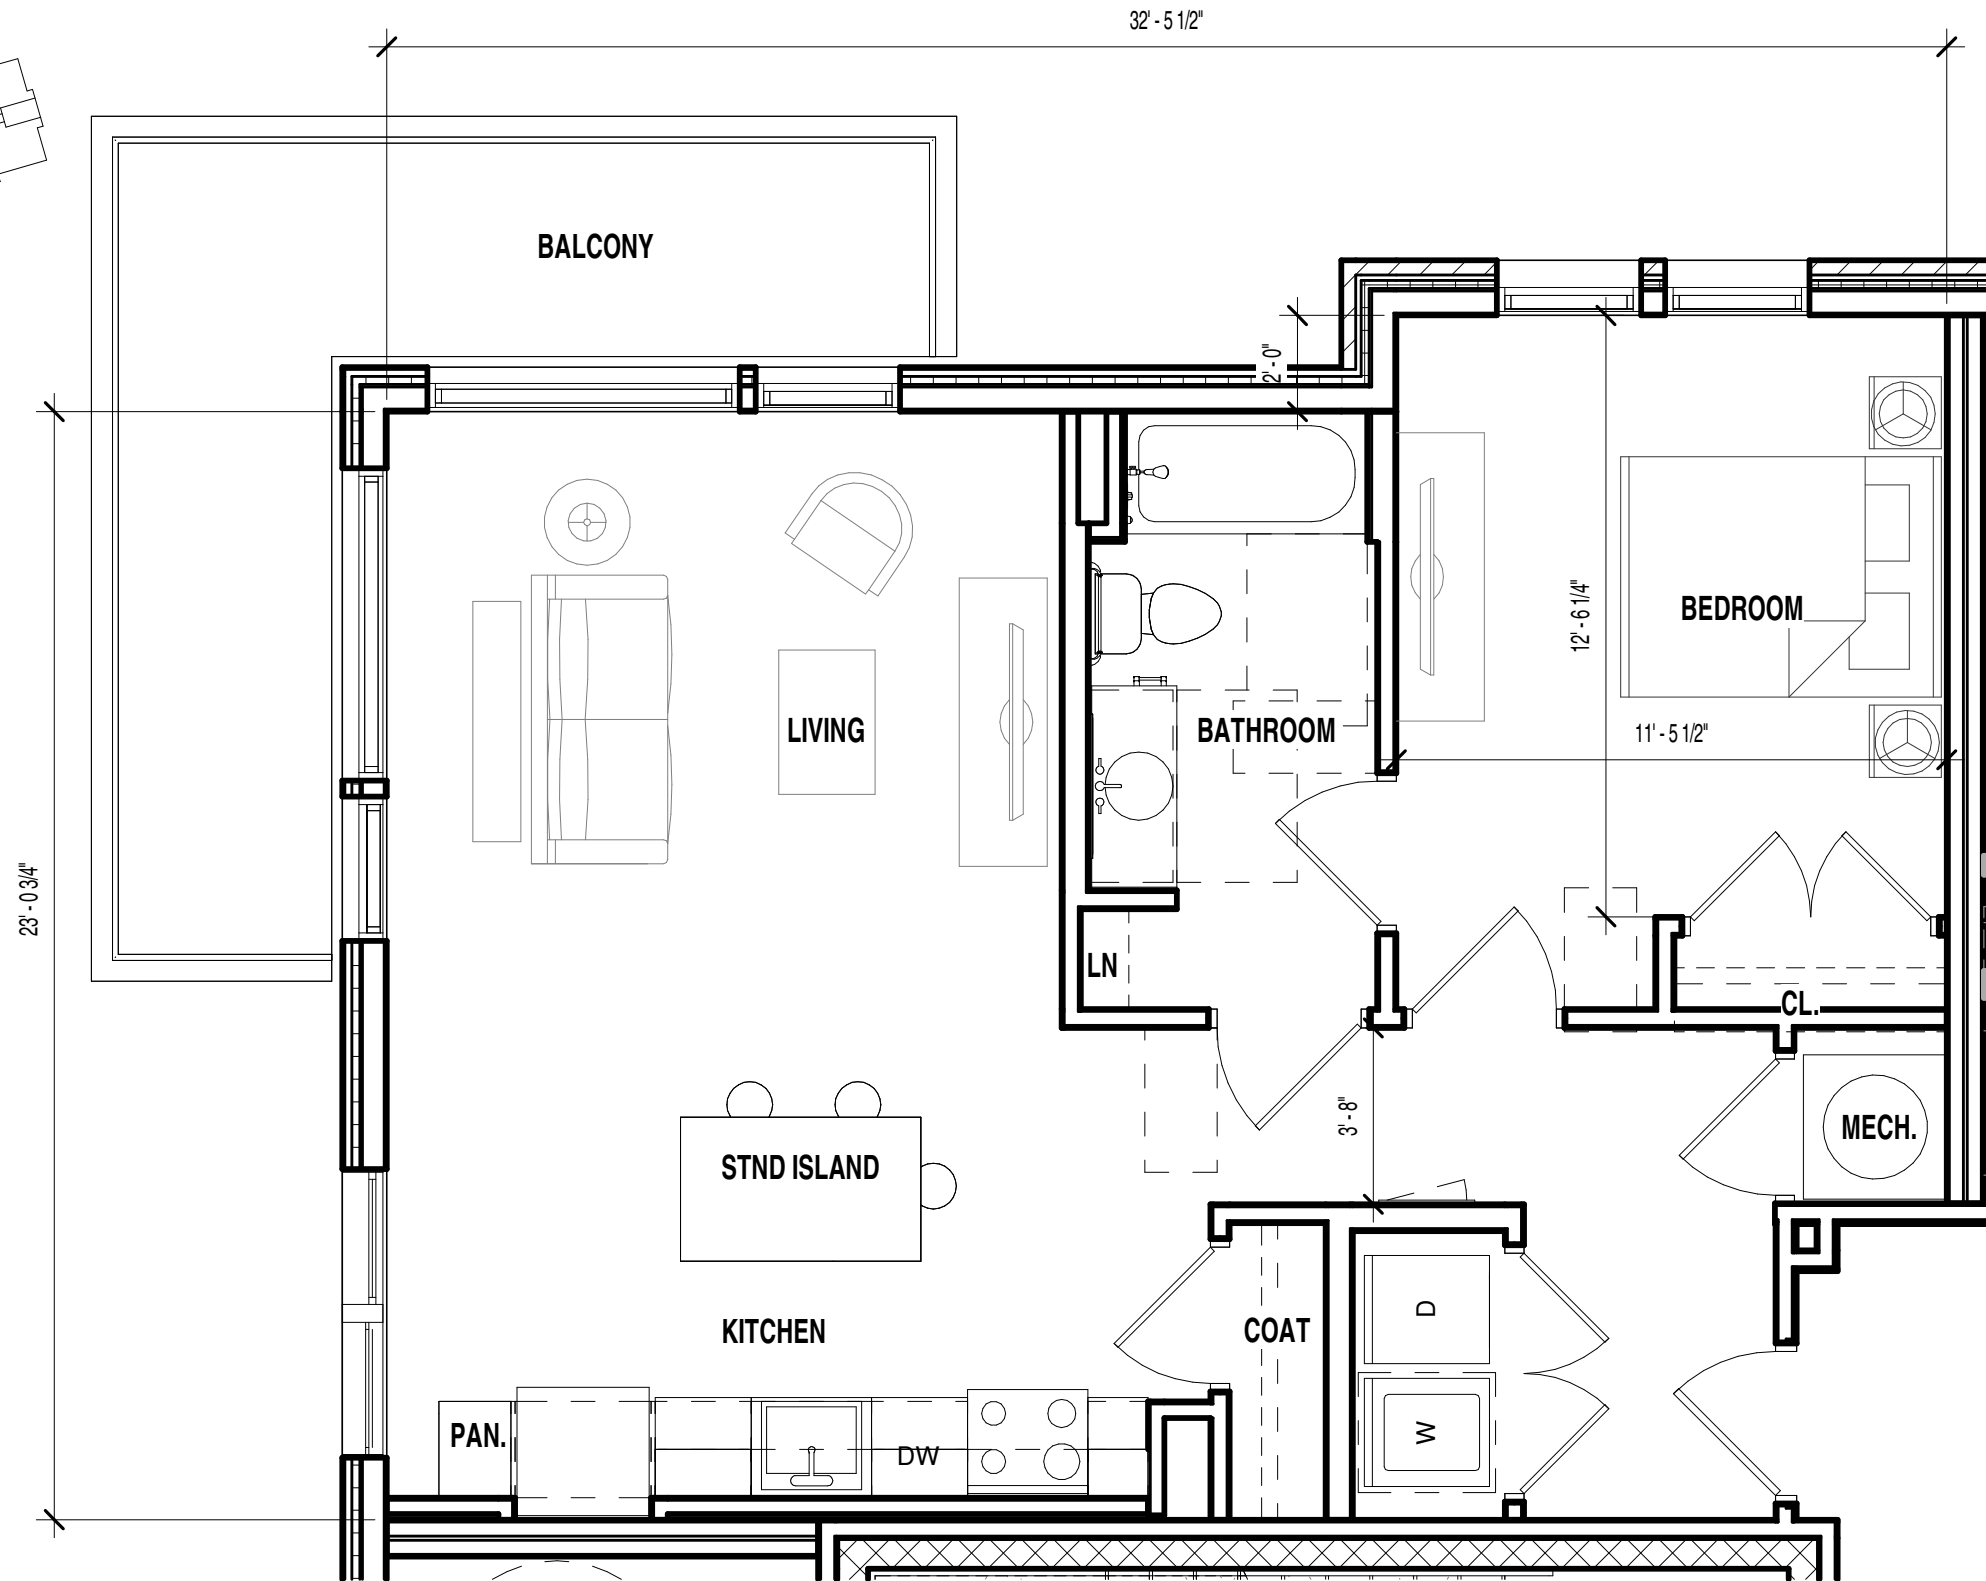 32' - 5 1/2"
BALCONY
2' - 0"
12' - 6 1/4"
BEDROOM
LIVING
BATHROOM
11' - 5 1/2"
23' - 0 3/4"
LN
CL.
3' - 8"
MECH.
STND ISLAND
D
KITCHEN
COAT
PAN.
DW
W